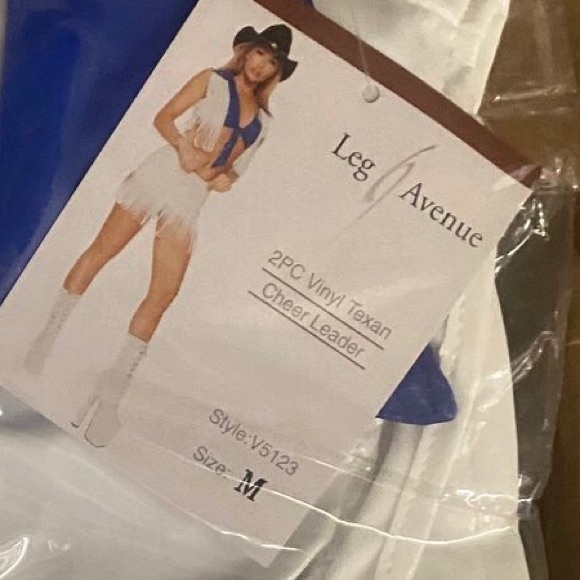 Leg Avenue
2PC Vinyl Texan
Cheer Leader
Style:V5123
Size: M